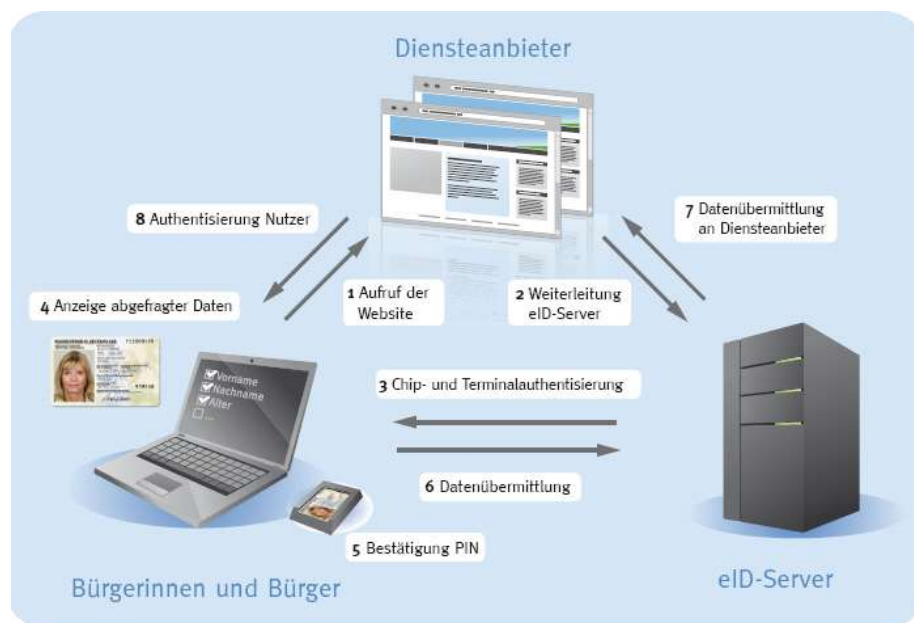 Diensteanbieter
8 Authentisierung Nutzer
7 Datenübermittlung
an Diensteanbieter
1 Aufruf der
Website
2 Weiterleitung
eID-Server
4 Anzeige abgefragter Daten
Vorname
Nachname
Alter
...
3 Chip- und Terminalauthentisierung
6 Datenübermittlung
5 Bestätigung PIN
Bürgerinnen und Bürger
eID-Server